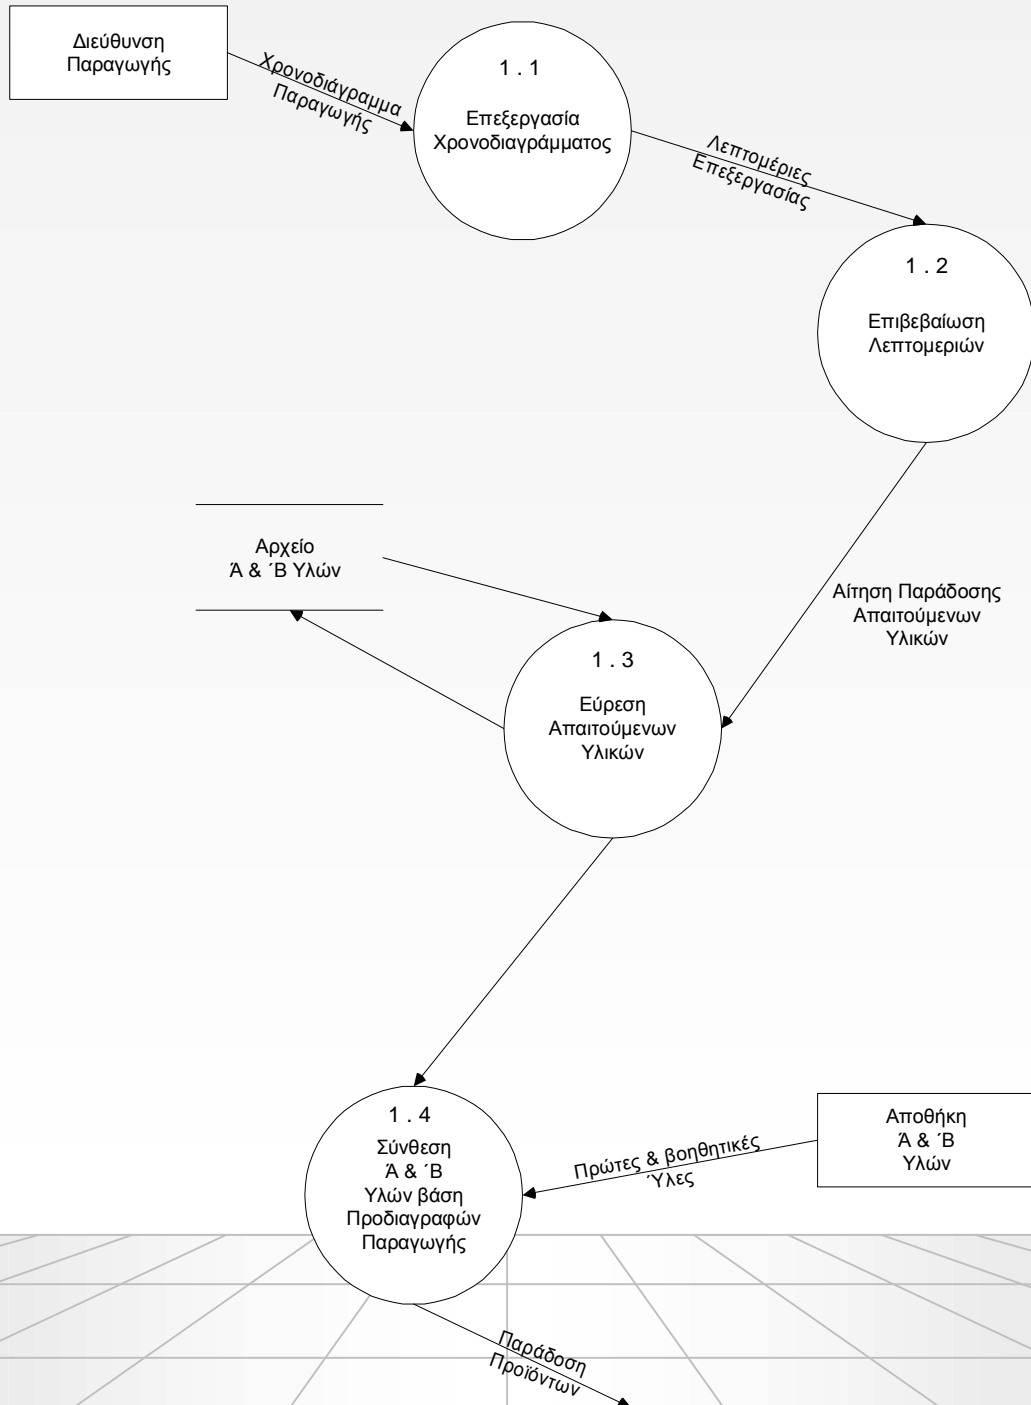 Διεύθυνση
Παραγωγής
Χρονοδιάγραμμα
Παραγωγής
1 . 1
Επεξεργασία
Χρονοδιαγράμματος
Λεπτομέριες
Επεξεργασίας
1 . 2
Επιβεβαίωση
Λεπτομεριών
Αρχείο
Ά & ΄Β Υλών
Αίτηση Παράδοσης
Απαιτούμενων
Υλικών
1 . 3
Εύρεση
Απαιτούμενων
Υλικών
1 . 4
Σύνθεση
Ά & ΄Β
Υλών βάση
Προδιαγραφών
Παραγωγής
Πρώτες & βοηθητικές
Ύλες
Αποθήκη
Ά & ΄Β
Υλών
Παράδοση
Προϊόντων